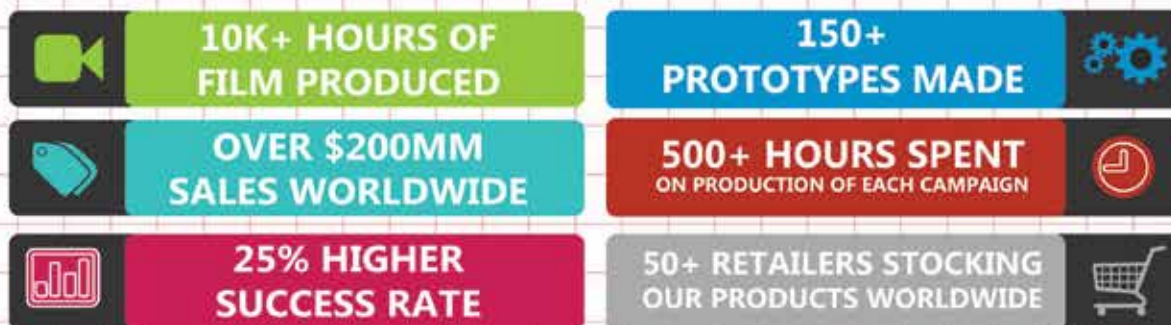 10K+ HOURS OF
FILM PRODUCED
150+
PROTOTYPES MADE
OVER $200MM
SALES WORLDWIDE
500+ HOURS SPENT
ON PRODUCTION OF EACH CAMPAIGN
25% HIGHER
SUCCESS RATE
50+ RETAILERS STOCKING
OUR PRODUCTS WORLDWIDE